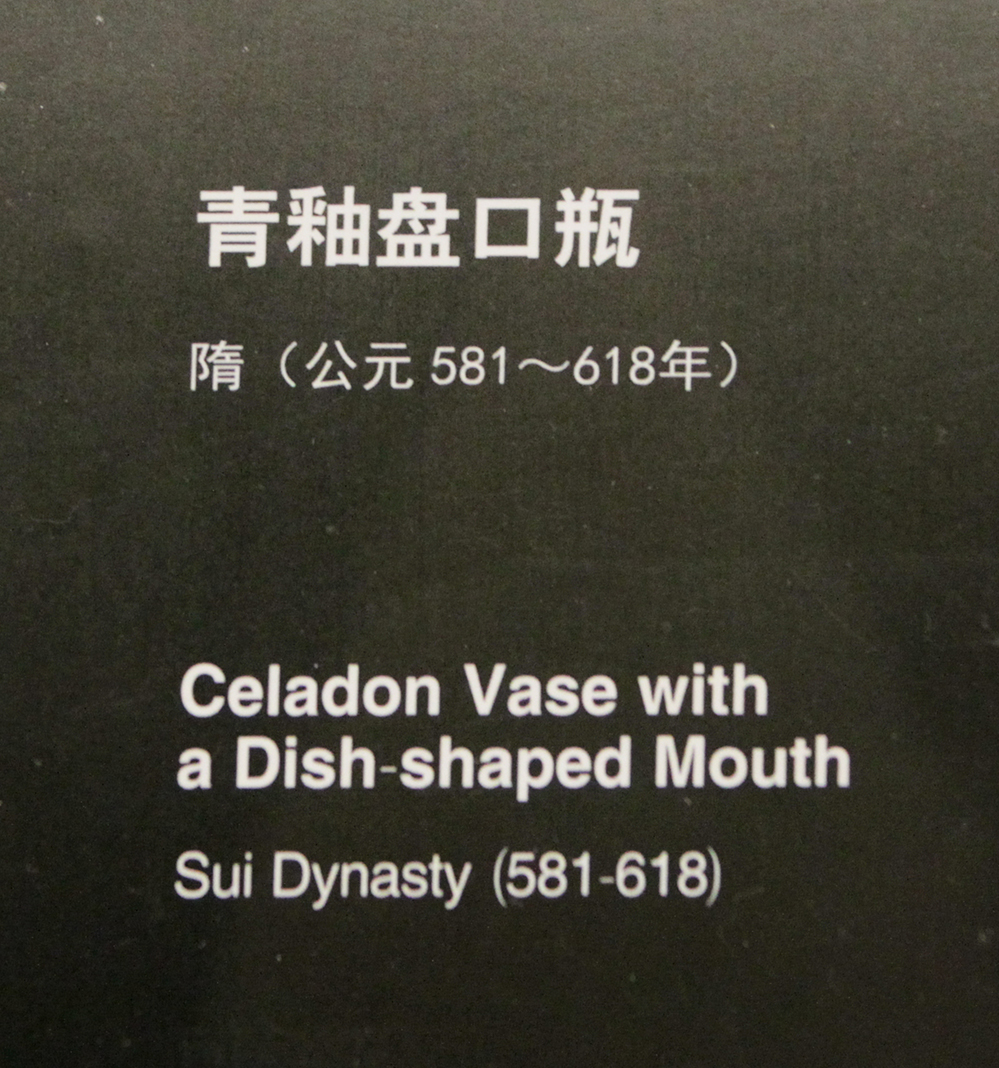 青釉盘口瓶
隋（公元 581～618年）
Celadon Vase with
a Dish-shaped Mouth
Sui Dynasty (581-618)